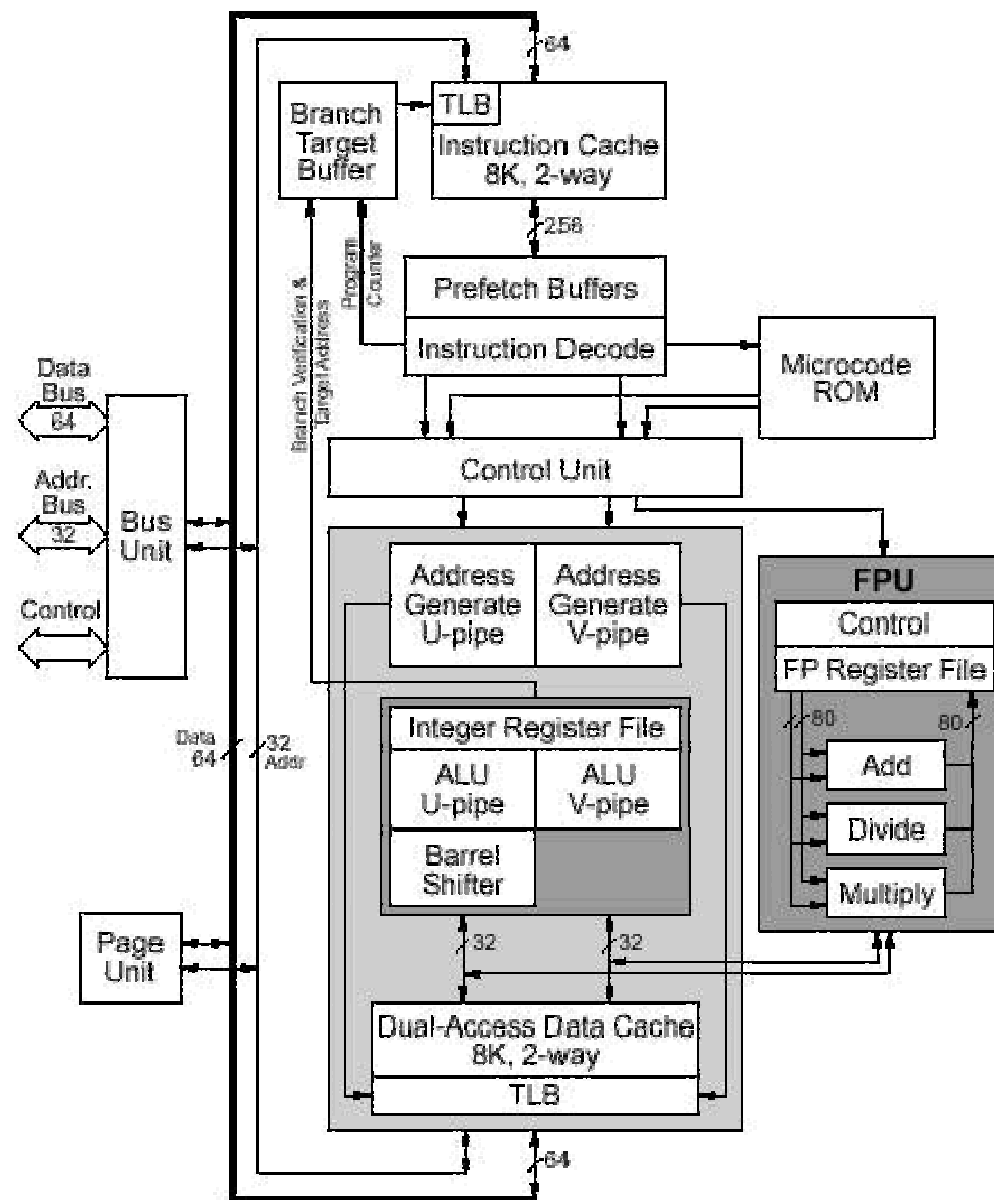 64
TLB
Branch
Target
Buffer
Instruction Cache
8K, 2-way
256
Program
Counter
Branch Verification &
Target Address
Prefetch Buffers
Instruction Decode
Microcode
ROM
Data
Bus
64
Addr.
Bus
32
Control
Bus
Unit
Control Unit
Address
Generate
U-pipe
Address
Generate
V-pipe
FPU
Control
FP Register File
80
80
Add
Divide
Multiply
Integer Register File
ALU
U-pipe
ALU
V-pipe
Barrel
Shifter
Data
64
32
Addr
32
32
Page
Unit
Dual-Access Data Cache
8K, 2-way
TLB
64